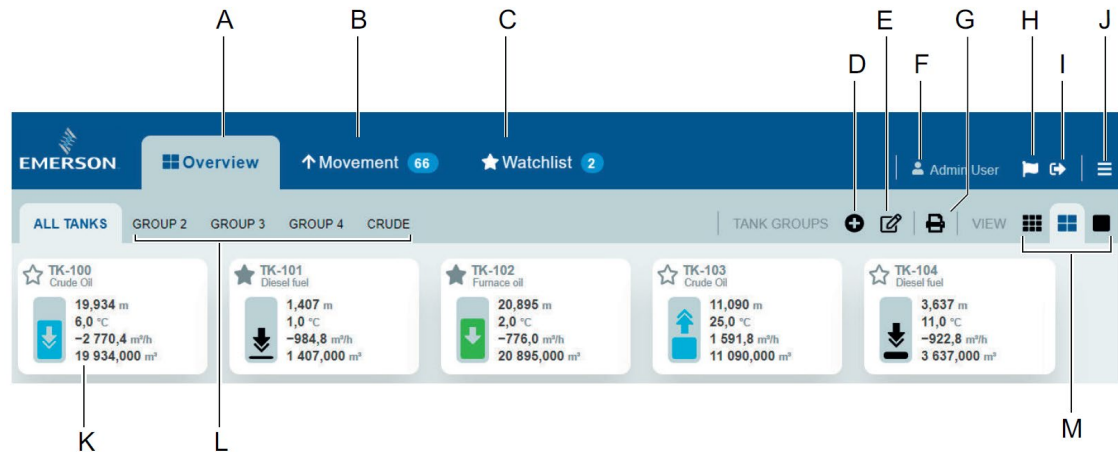 A B C D E F G H I J
EMERSON Overview Movement 66 Watchlist 2 Admin User
ALL TANKS GROUP 2 GROUP 3 GROUP 4 CRUDE TANK GROUPS VIEW
TK-100
Crude Oil
19,934 m
6,0 °C
−2 770,4 m³/h
19 934,000 m³
TK-101
Diesel fuel
1,407 m
1,0 °C
−984,8 m³/h
1 407,000 m³
TK-102
Furnace oil
20,895 m
2,0 °C
−776,0 m³/h
20 895,000 m³
TK-103
Crude Oil
11,090 m
25,0 °C
1 591,8 m³/h
11 090,000 m³
TK-104
Diesel fuel
3,637 m
11,0 °C
−922,8 m³/h
3 637,000 m³
K L M